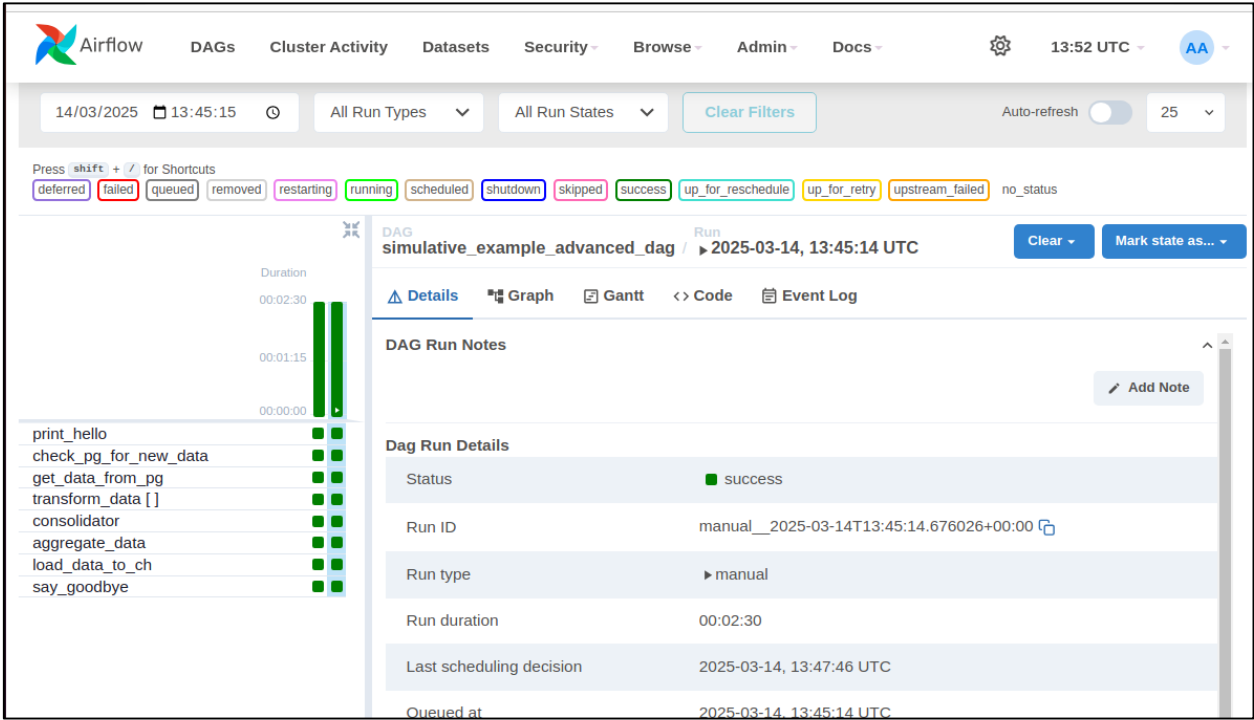 Airflow DAGs Cluster Activity Datasets Security Browse Admin Docs 13:52 UTC AA
14/03/2025 13:45:15 All Run Types All Run States Clear Filters Auto-refresh 25
Press shift + / for Shortcuts
deferred failed queued removed restarting running scheduled shutdown skipped success up_for_reschedule up_for_retry upstream_failed no_status
DAG Run
simulative_example_advanced_dag / 2025-03-14, 13:45:14 UTC Clear Mark state as...
Duration
00:02:30
00:01:15
00:00:00
print_hello
check_pg_for_new_data
get_data_from_pg
transform_data [ ]
consolidator
aggregate_data
load_data_to_ch
say_goodbye
Details Graph Gantt Code Event Log
DAG Run Notes
Add Note
Dag Run Details
Status success
Run ID manual__2025-03-14T13:45:14.676026+00:00
Run type manual
Run duration 00:02:30
Last scheduling decision 2025-03-14, 13:47:46 UTC
Queued at 2025-03-14, 13:45:14 UTC